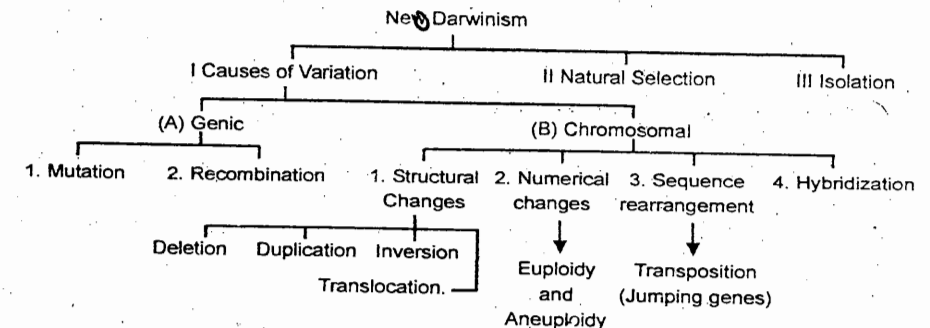 Neo Darwinism
I Causes of Variation II Natural Selection III Isolation
(A) Genic (B) Chromosomal
1. Mutation 2. Recombination 1. Structural Changes 2. Numerical changes 3. Sequence rearrangement 4. Hybridization
Deletion Duplication Inversion
Translocation.
Euploidy and Aneuploidy
Transposition (Jumping genes)